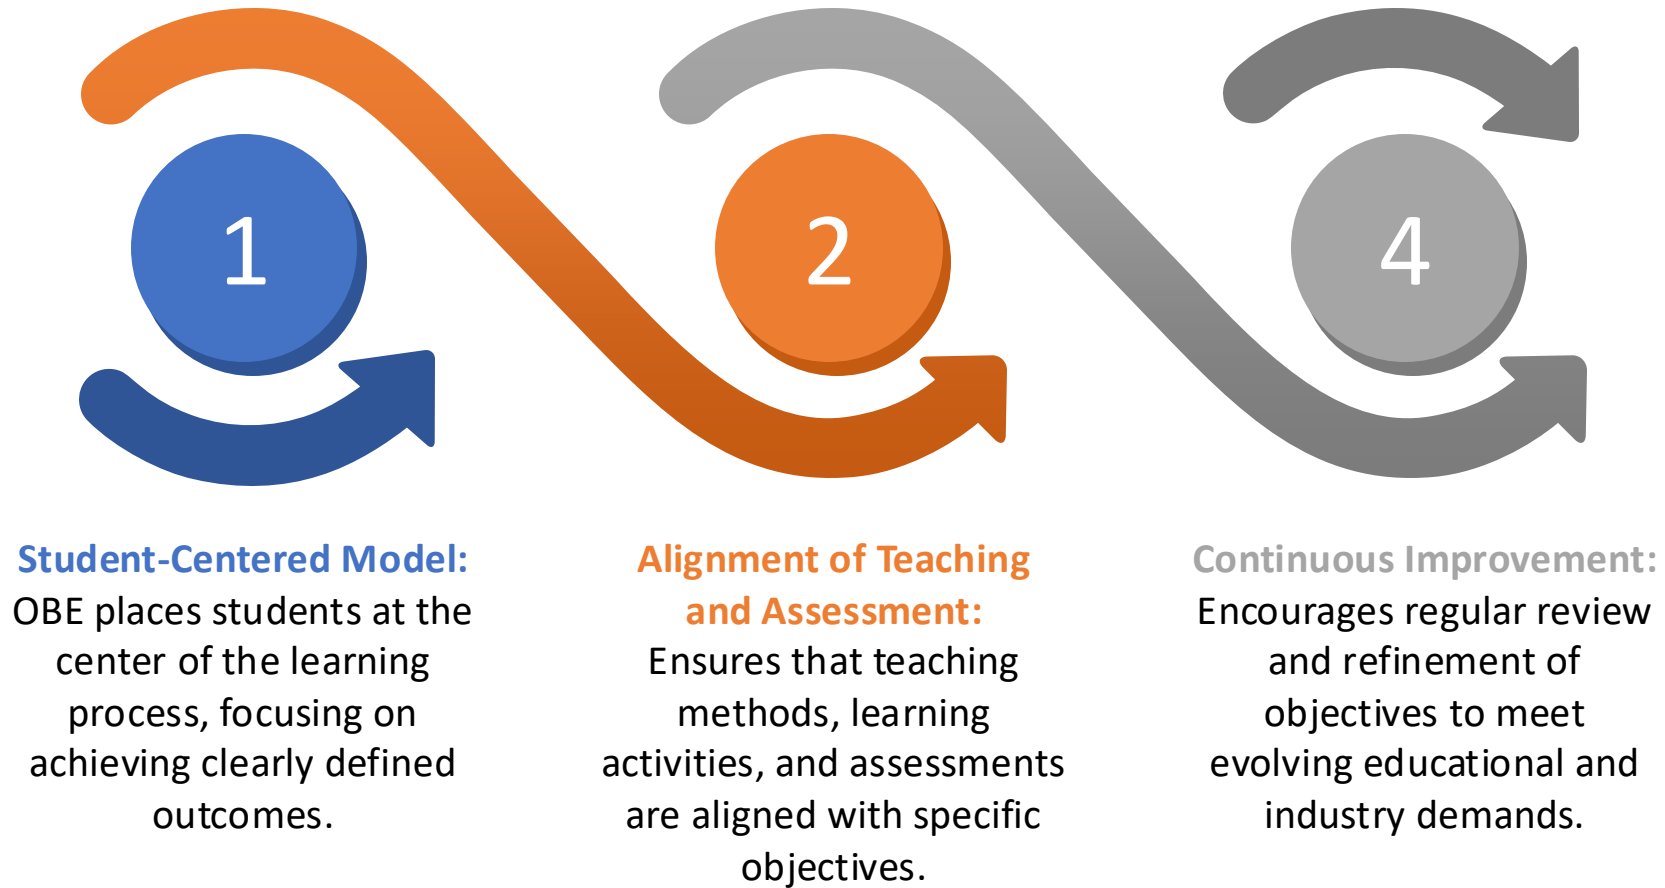 1
2
4
Student-Centered Model:
OBE places students at the
center of the learning
process, focusing on
achieving clearly defined
outcomes.
Alignment of Teaching
and Assessment:
Ensures that teaching
methods, learning
activities, and assessments
are aligned with specific
objectives.
Continuous Improvement:
Encourages regular review
and refinement of
objectives to meet
evolving educational and
industry demands.